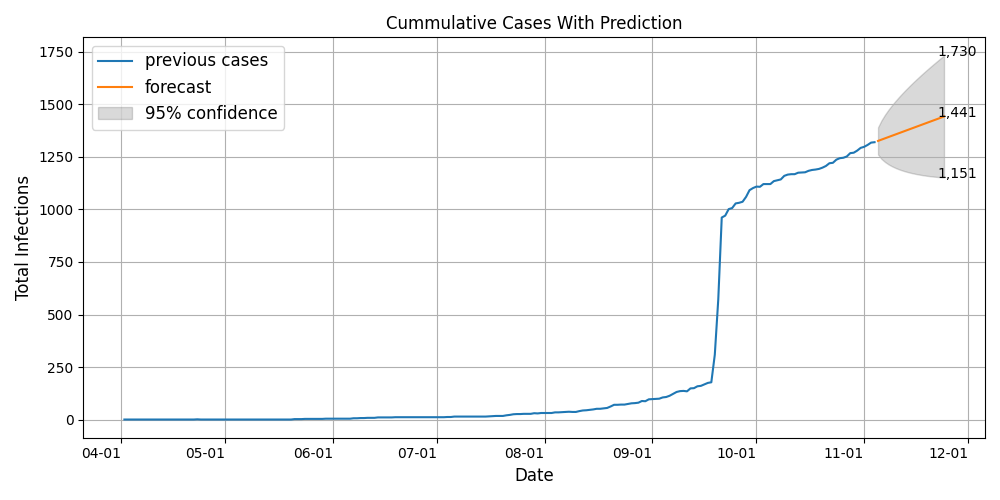 Cummulative Cases With Prediction
previous cases
forecast
95% confidence
1750
1500
1250
1000
750
500
250
0
Total Infections
1,730
1,441
1,151
04-01 05-01 06-01 07-01 08-01 09-01 10-01 11-01 12-01
Date